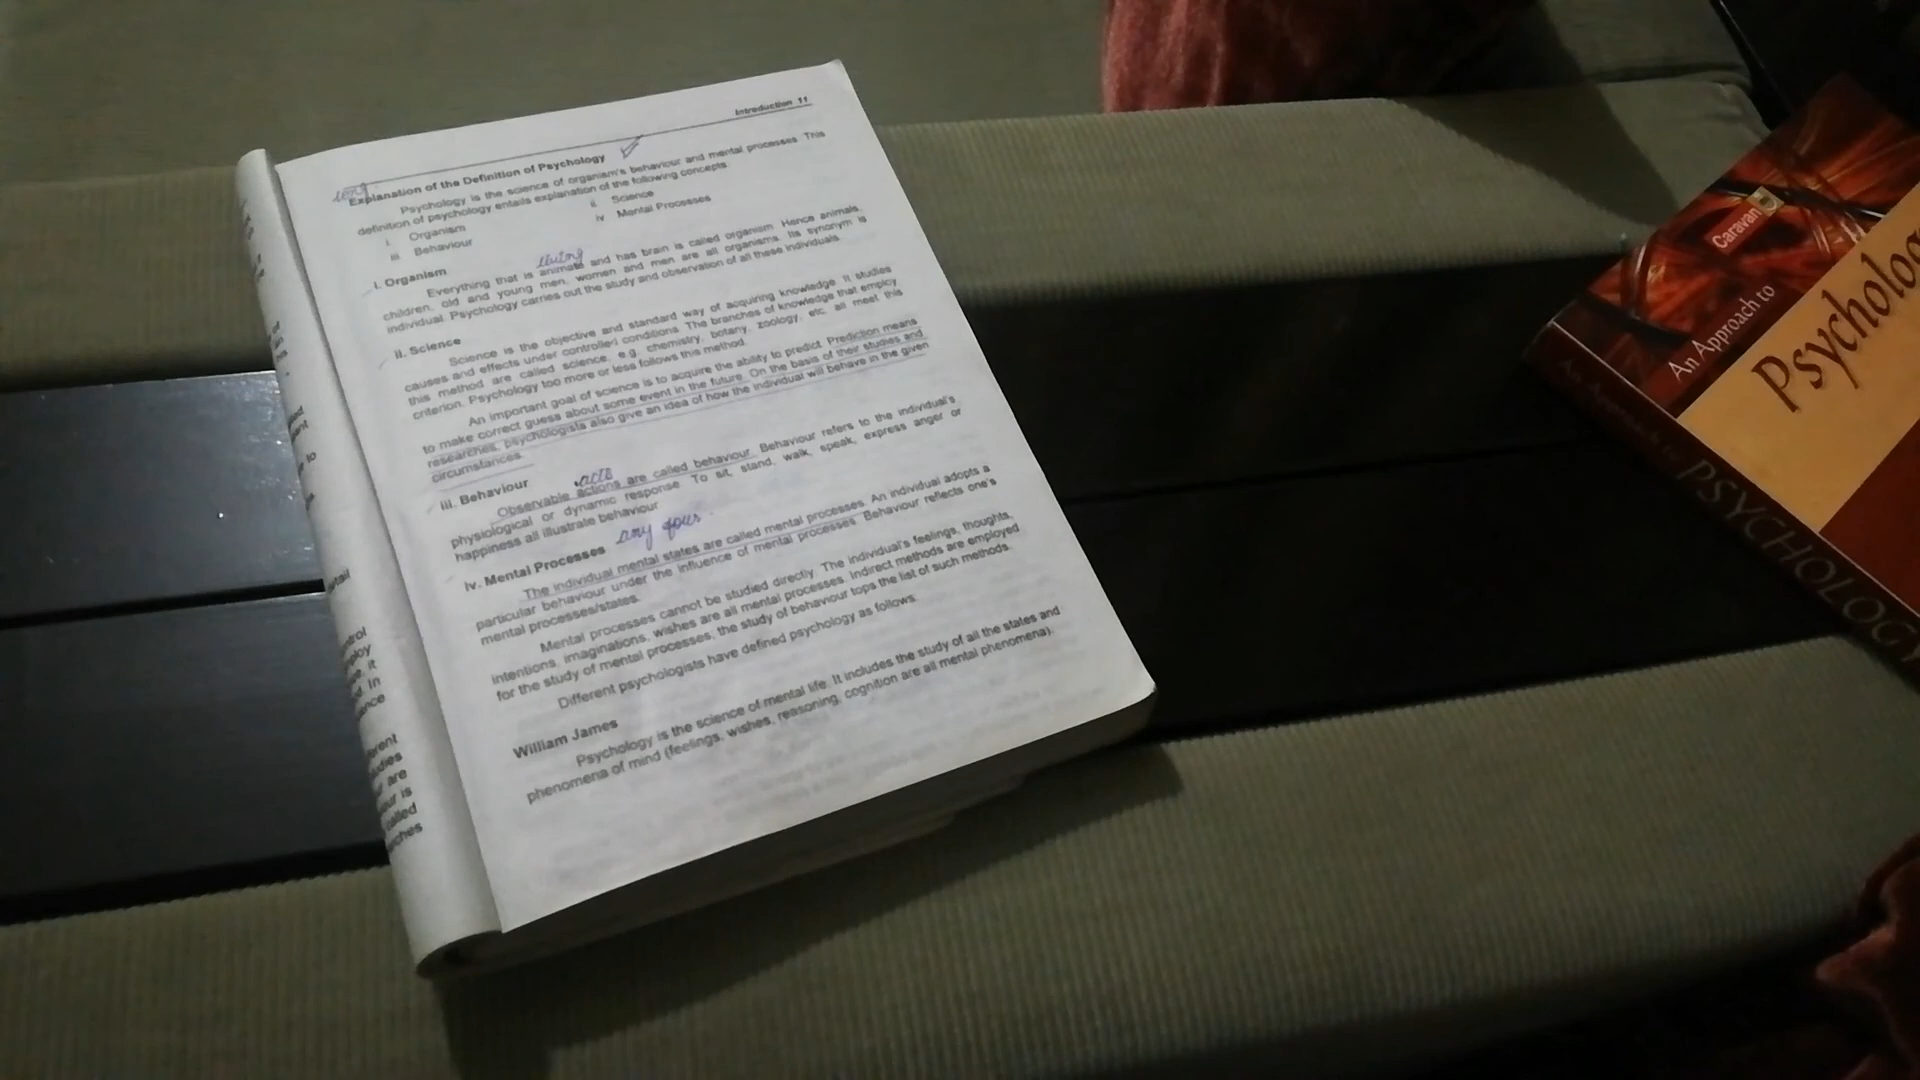 Introduction 11
long
Explanation of the Definition of Psychology
Psychology is the science of organism's behaviour and mental processes. This
definition of psychology entails explanation of the following concepts.
i. Organism
ii. Science
iii. Behaviour
iv Mental Processes
living
i. Organism
Everything that is animate and has brain is called organism. Hence animals,
children, old and young men, women and men are all organisms. Its synonym is
individual. Psychology carries out the study and observation of all these individuals.
ii. Science
Science is the objective and standard way of acquiring knowledge. It studies
causes and effects under controlled conditions. The branches of knowledge that employ
this method are called science, e.g. chemistry, botany, zoology, etc. all meet this
criterion. Psychology too more or less follows this method.
An important goal of science is to acquire the ability to predict. Prediction means
to make correct guess about some event in the future. On the basis of their studies and
researches, psychologists also give an idea of how the individual will behave in the given
circumstances.
acts
iii. Behaviour
Observable actions are called behaviour. Behaviour refers to the individual's
physiological or dynamic response. To sit, stand, walk, speak, express anger or
happiness all illustrate behaviour.
any
iv. Mental Processes
The individual mental states are called mental processes. An individual adopts a
particular behaviour under the influence of mental processes. Behaviour reflects one's
mental processes/states.
Mental processes cannot be studied directly. The individual's feelings, thoughts,
intentions, imaginations, wishes are all mental processes. Indirect methods are employed
for the study of mental processes; the study of behaviour tops the list of such methods.
Different psychologists have defined psychology as follows:
William James
Psychology is the science of mental life. It includes the study of all the states and
phenomena of mind (feelings, wishes, reasoning, cognition are all mental phenomena).
Caravan
An Approach to
Psycholog
An Approach to PSYCHOLOGY